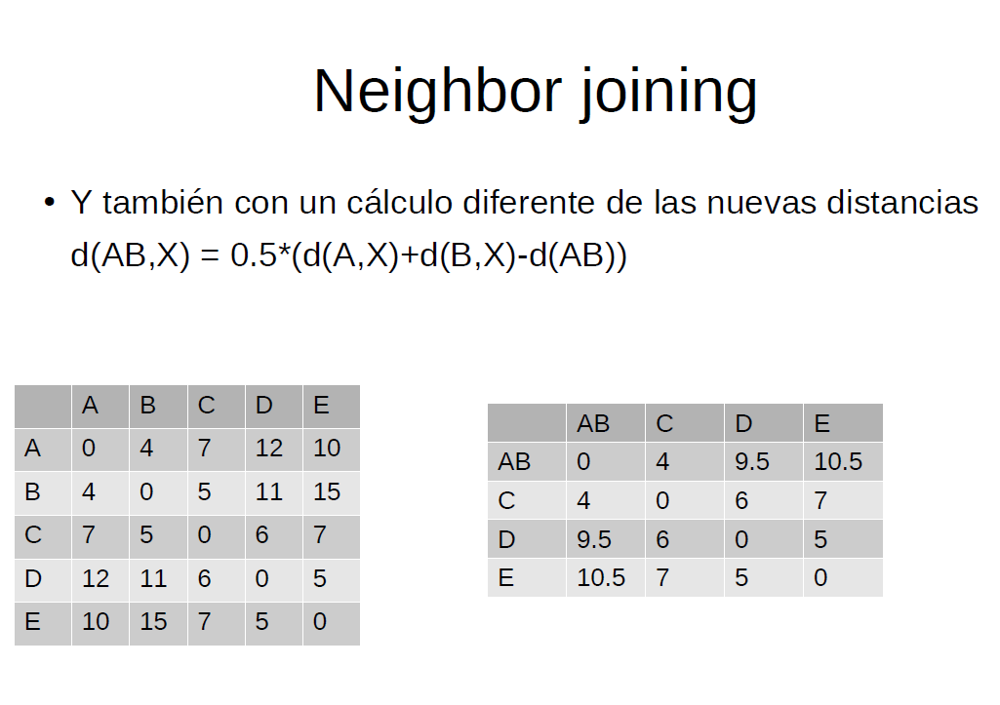 Neighbor joining
• Y también con un cálculo diferente de las nuevas distancias
d(AB,X) = 0.5*(d(A,X)+d(B,X)-d(AB))
A B C D E
A 0 4 7 12 10
B 4 0 5 11 15
C 7 5 0 6 7
D 12 11 6 0 5
E 10 15 7 5 0
AB C D E
AB 0 4 9.5 10.5
C 4 0 6 7
D 9.5 6 0 5
E 10.5 7 5 0